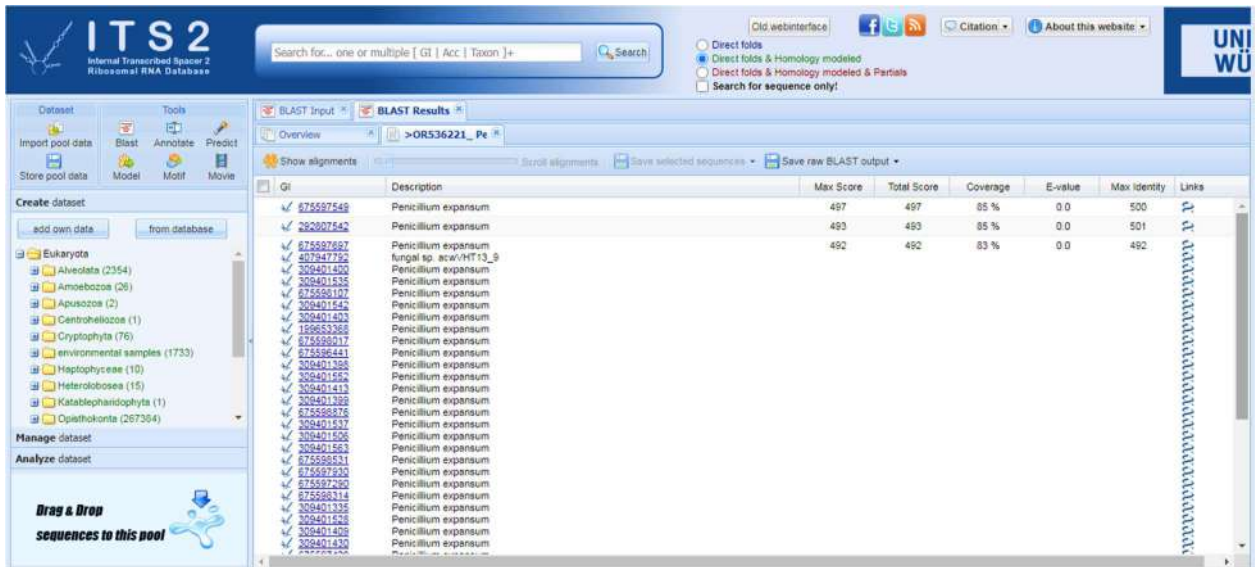 ITS2
Internal Transcribed Spacer 2
Ribosomal RNA Database
Search for... one or multiple [ GI | Acc | Taxon ]+
Search
Old webinterface
Citation
About this website
Direct folds
Direct folds & Homology modeled
Direct folds & Homology modeled & Partials
Search for sequence only!
UNI
WÜ
Dataset Tools
Import pool data Blast Annotate Predict
Store pool data Model Motif Movie
Create dataset
add own data from database
Eukaryota
Alveolata (2354)
Amoebozoa (26)
Apusozoa (2)
Centroheliozoa (1)
Cryptophyta (76)
environmental samples (1733)
Haptophyceae (10)
Heterolobosea (15)
Katablepharidophyta (1)
Opisthokonta (267364)
Manage dataset
Analyze dataset
Drag & Drop
sequences to this pool
BLAST Input BLAST Results
Overview >OR536221_ Pe
Show alignments Scroll alignments Save selected sequences Save raw BLAST output
GI Description Max Score Total Score Coverage E-value Max Identity Links
675597549 Penicillium expansum 497 497 85 % 0.0 500
292807542 Penicillium expansum 493 493 85 % 0.0 501
675597697 Penicillium expansum 492 492 83 % 0.0 492
407947792 fungal sp. acwVHT13_9
309401400 Penicillium expansum
309401535 Penicillium expansum
675598107 Penicillium expansum
309401542 Penicillium expansum
309401403 Penicillium expansum
199653368 Penicillium expansum
675598017 Penicillium expansum
675596441 Penicillium expansum
309401398 Penicillium expansum
309401552 Penicillium expansum
309401413 Penicillium expansum
309401399 Penicillium expansum
675598876 Penicillium expansum
309401537 Penicillium expansum
309401506 Penicillium expansum
309401563 Penicillium expansum
675598531 Penicillium expansum
675597930 Penicillium expansum
675597290 Penicillium expansum
675598314 Penicillium expansum
309401335 Penicillium expansum
309401528 Penicillium expansum
309401409 Penicillium expansum
309401430 Penicillium expansum